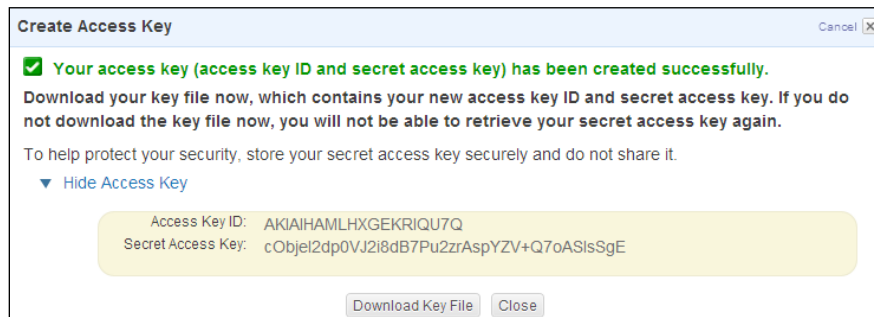 Create Access Key
Cancel
Your access key (access key ID and secret access key) has been created successfully.
Download your key file now, which contains your new access key ID and secret access key. If you do
not download the key file now, you will not be able to retrieve your secret access key again.
To help protect your security, store your secret access key securely and do not share it.
Hide Access Key
Access Key ID: AKIAIHAMLHXGEKRIQU7Q
Secret Access Key:
Download Key File Close